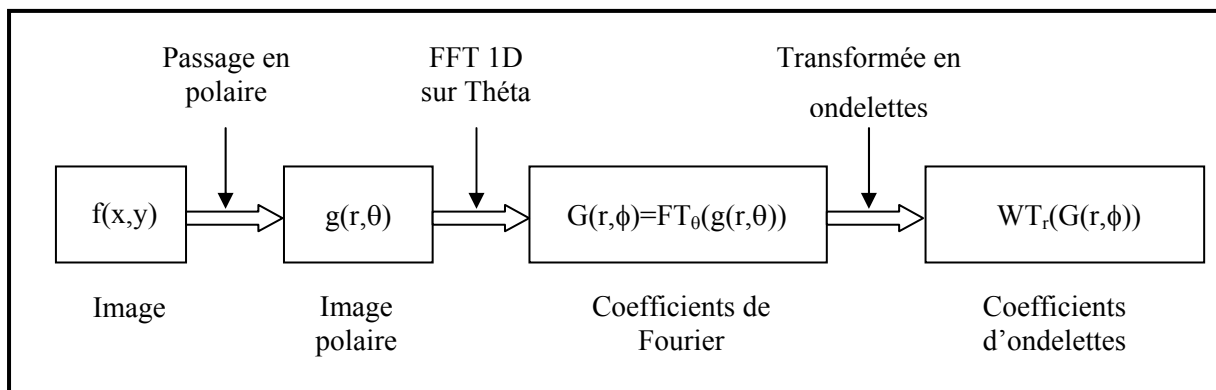 Passage en
polaire
FFT 1D
sur Théta
Transformée en
ondelettes
f(x,y)
g(r,θ)
G(r,ϕ)=FTθ(g(r,θ))
WTr(G(r,ϕ))
Image
Image
polaire
Coefficients de
Fourier
Coefficients
d’ondelettes